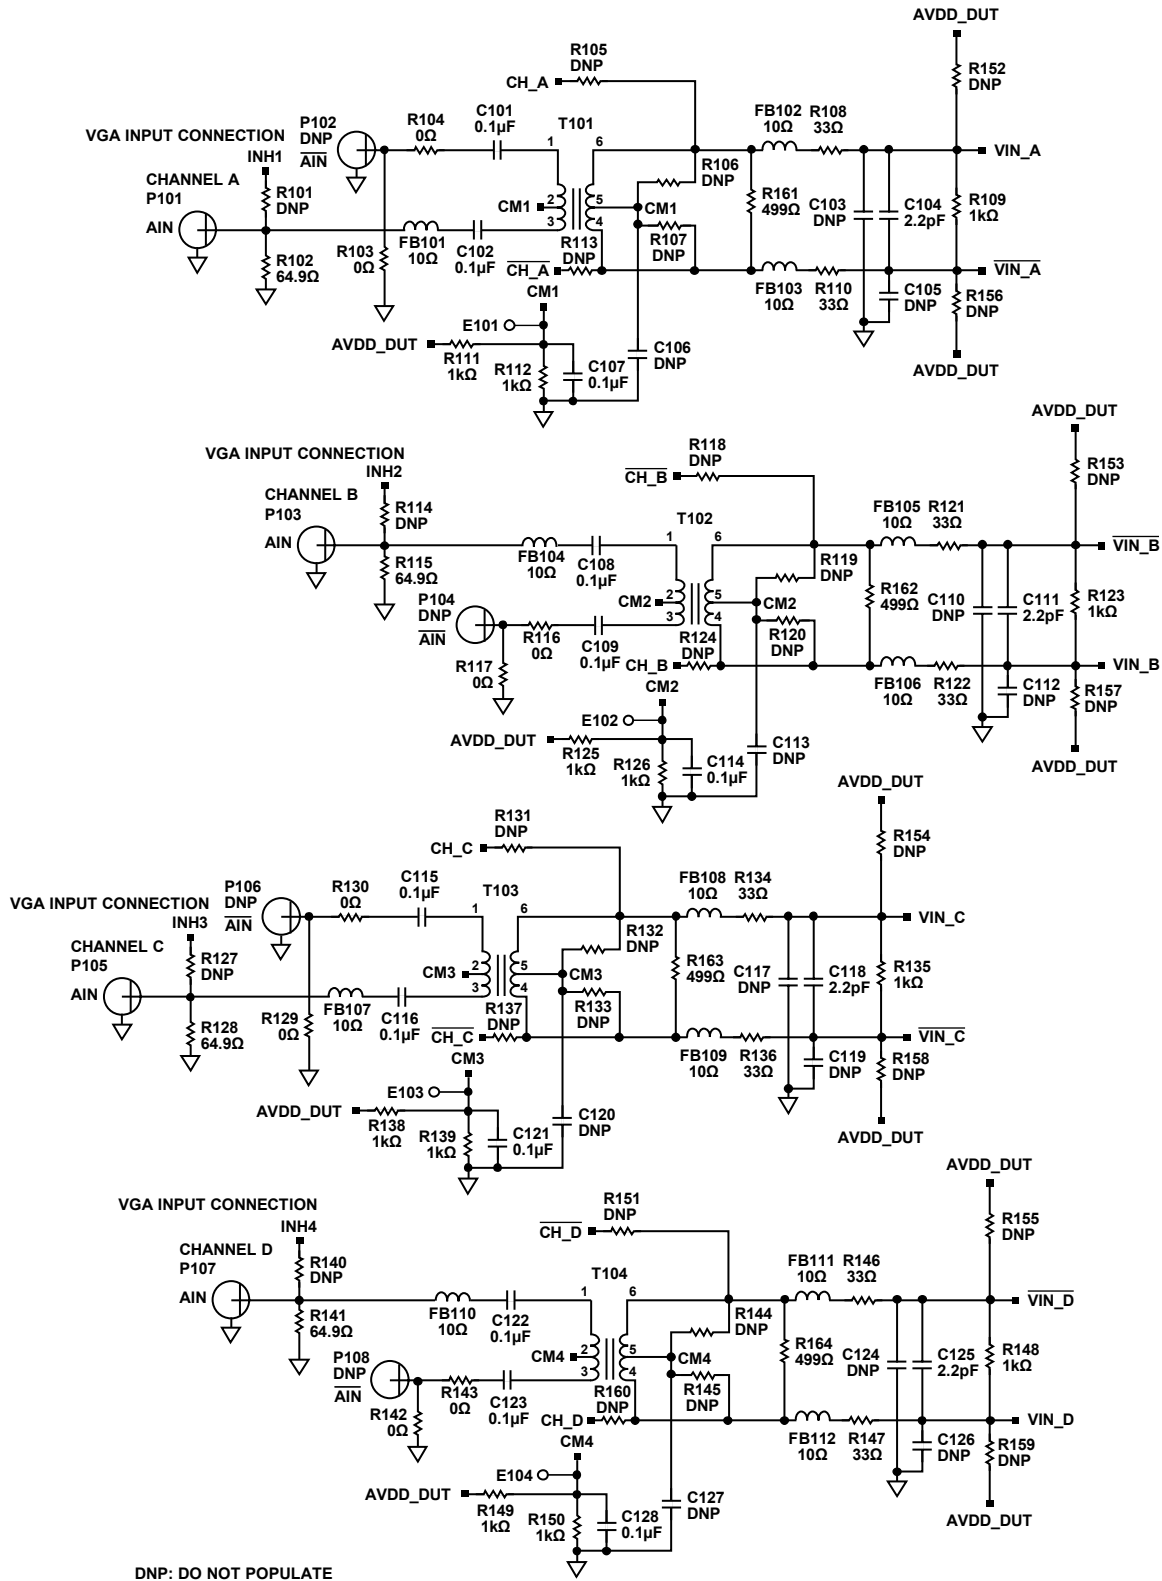 AVDD_DUT
R105
DNP
CH_A
R152
DNP
VGA INPUT CONNECTION
INH1
P102
DNP
A̅I̅N̅
R104
0Ω
C101
0.1µF
T101
1
2
3
6
5
4
FB102
10Ω
R108
33Ω
VIN_A
CHANNEL A
P101
AIN
R101
DNP
R102
64.9Ω
R103
0Ω
FB101
10Ω
C102
0.1µF
CM1
CM1
R106
DNP
R107
DNP
R113
DNP
C̅H̅_̅A̅
R161
499Ω
C103
DNP
C104
2.2pF
R109
1kΩ
FB103
10Ω
R110
33Ω
C105
DNP
V̅I̅N̅_̅A̅
R156
DNP
AVDD_DUT
CM1
E101
AVDD_DUT
R111
1kΩ
R112
1kΩ
C107
0.1µF
C106
DNP
AVDD_DUT
R118
DNP
C̅H̅_̅B̅
R153
DNP
VGA INPUT CONNECTION
INH2
CHANNEL B
P103
AIN
R114
DNP
R115
64.9Ω
FB104
10Ω
C108
0.1µF
T102
1
2
3
6
5
4
FB105
10Ω
R121
33Ω
V̅I̅N̅_̅B̅
P104
DNP
A̅I̅N̅
R116
0Ω
R117
0Ω
C109
0.1µF
CM2
CM2
R119
DNP
R120
DNP
R124
DNP
CH_B
R162
499Ω
C110
DNP
C111
2.2pF
R123
1kΩ
FB106
10Ω
R122
33Ω
C112
DNP
VIN_B
R157
DNP
AVDD_DUT
CM2
E102
AVDD_DUT
R125
1kΩ
R126
1kΩ
C114
0.1µF
C113
DNP
AVDD_DUT
R131
DNP
CH_C
R154
DNP
VGA INPUT CONNECTION
INH3
P106
DNP
A̅I̅N̅
R130
0Ω
C115
0.1µF
T103
1
2
3
6
5
4
FB108
10Ω
R134
33Ω
VIN_C
CHANNEL C
P105
AIN
R127
DNP
R128
64.9Ω
R129
0Ω
FB107
10Ω
C116
0.1µF
CM3
CM3
R132
DNP
R133
DNP
R137
DNP
C̅H̅_̅C̅
R163
499Ω
C117
DNP
C118
2.2pF
R135
1kΩ
FB109
10Ω
R136
33Ω
C119
DNP
V̅I̅N̅_̅C̅
R158
DNP
AVDD_DUT
CM3
E103
AVDD_DUT
R138
1kΩ
R139
1kΩ
C121
0.1µF
C120
DNP
AVDD_DUT
R151
DNP
C̅H̅_̅D̅
R155
DNP
VGA INPUT CONNECTION
INH4
CHANNEL D
P107
AIN
R140
DNP
R141
64.9Ω
FB110
10Ω
C122
0.1µF
T104
1
2
3
6
5
4
FB111
10Ω
R146
33Ω
V̅I̅N̅_̅D̅
P108
DNP
A̅I̅N̅
R143
0Ω
R142
0Ω
C123
0.1µF
CM4
CM4
R144
DNP
R145
DNP
R160
DNP
CH_D
R164
499Ω
C124
DNP
C125
2.2pF
R148
1kΩ
FB112
10Ω
R147
33Ω
C126
DNP
VIN_D
R159
DNP
AVDD_DUT
CM4
E104
AVDD_DUT
R149
1kΩ
R150
1kΩ
C128
0.1µF
C127
DNP
DNP: DO NOT POPULATE